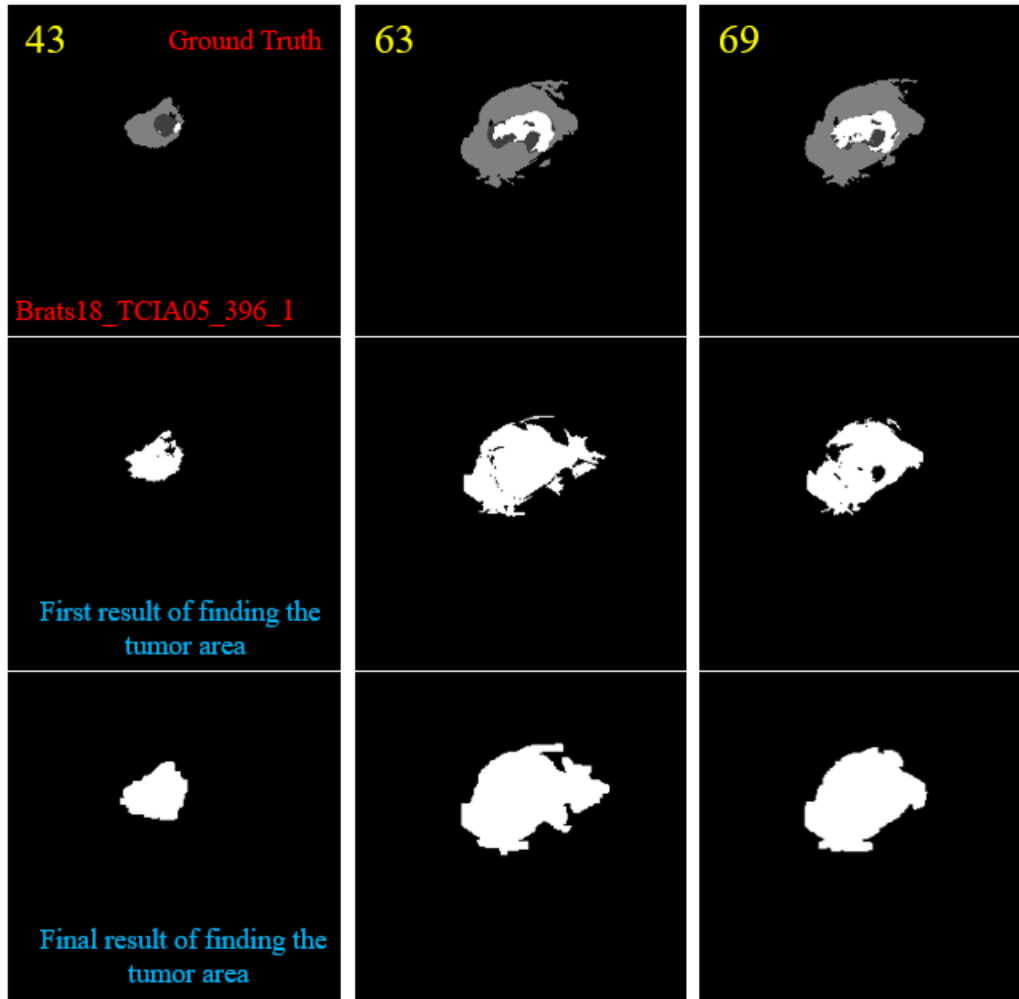 43
Ground Truth
63
69
Brats18_TCIA05_396_1
First result of finding the
tumor area
Final result of finding the
tumor area